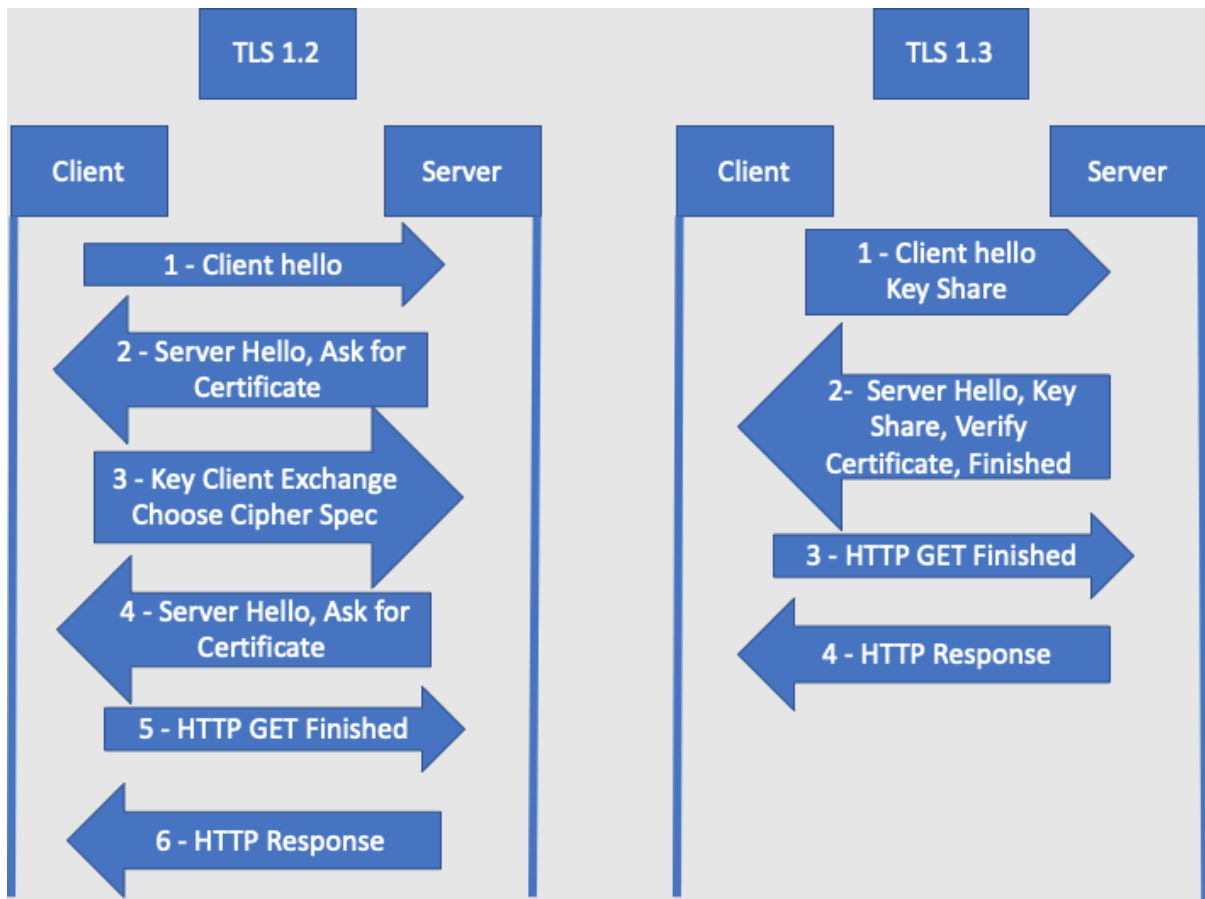 TLS 1.2
Client
Server
1 - Client hello
2 - Server Hello, Ask for
Certificate
3 - Key Client Exchange
Choose Cipher Spec
4 - Server Hello, Ask for
Certificate
5 - HTTP GET Finished
6 - HTTP Response
TLS 1.3
Client
Server
1 - Client hello
Key Share
2-  Server Hello, Key
Share, Verify
Certificate, Finished
3 - HTTP GET Finished
4 - HTTP Response